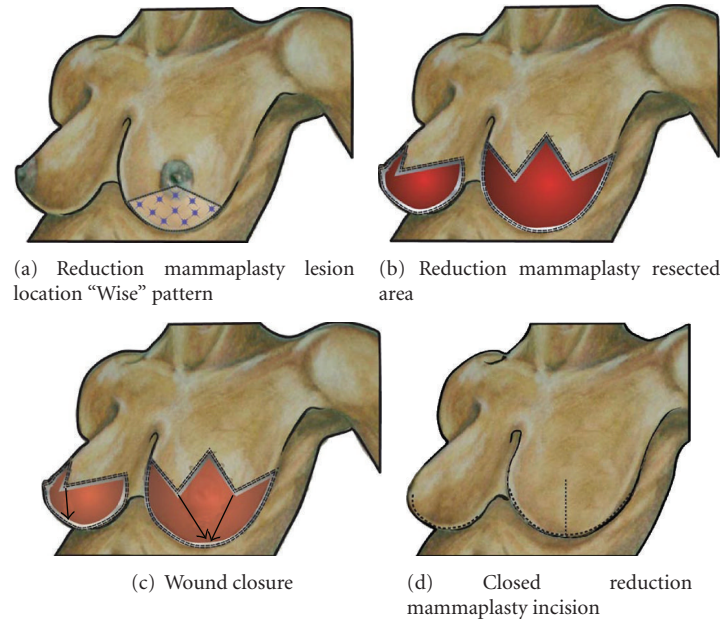 (a) Reduction mammaplasty lesion
location “Wise” pattern
(b) Reduction mammaplasty resected
area
(c) Wound closure
(d) Closed reduction
mammaplasty incision